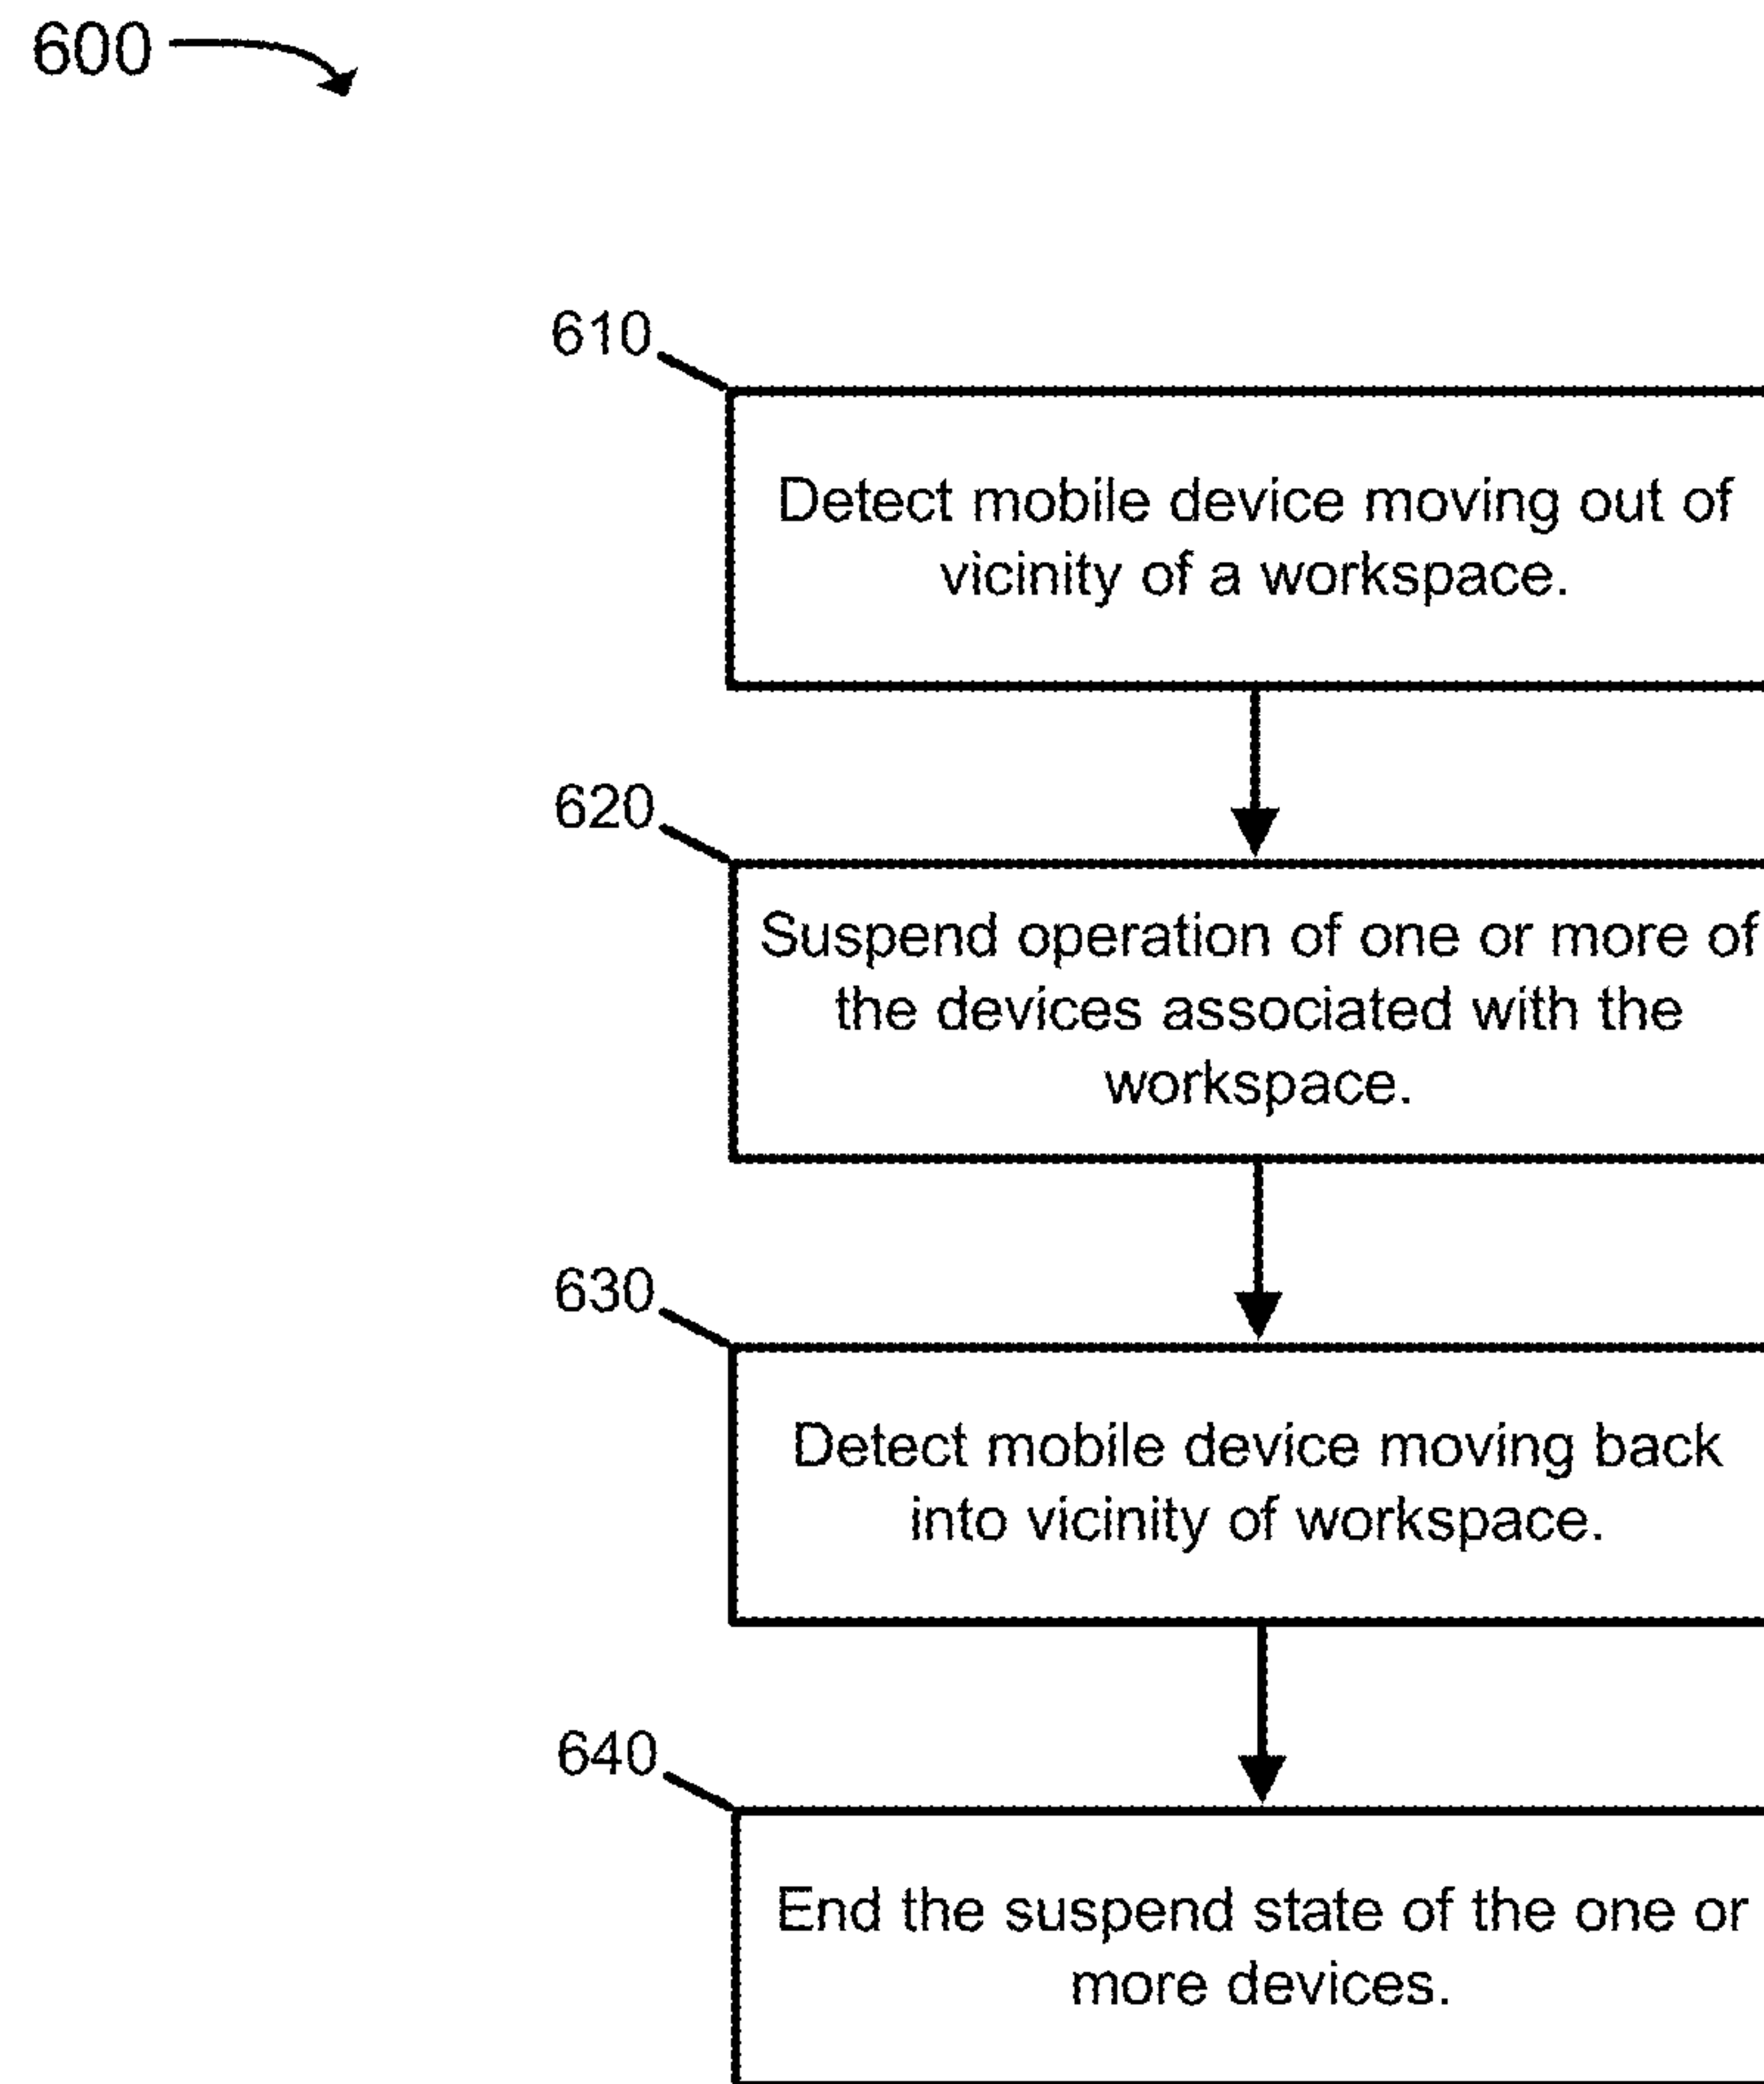 600
610
Detect mobile device moving out of
vicinity of a workspace.
620
Suspend operation of one or more of
the devices associated with the
workspace.
630
Detect mobile device moving back
into vicinity of workspace.
640
End the suspend state of the one or
more devices.